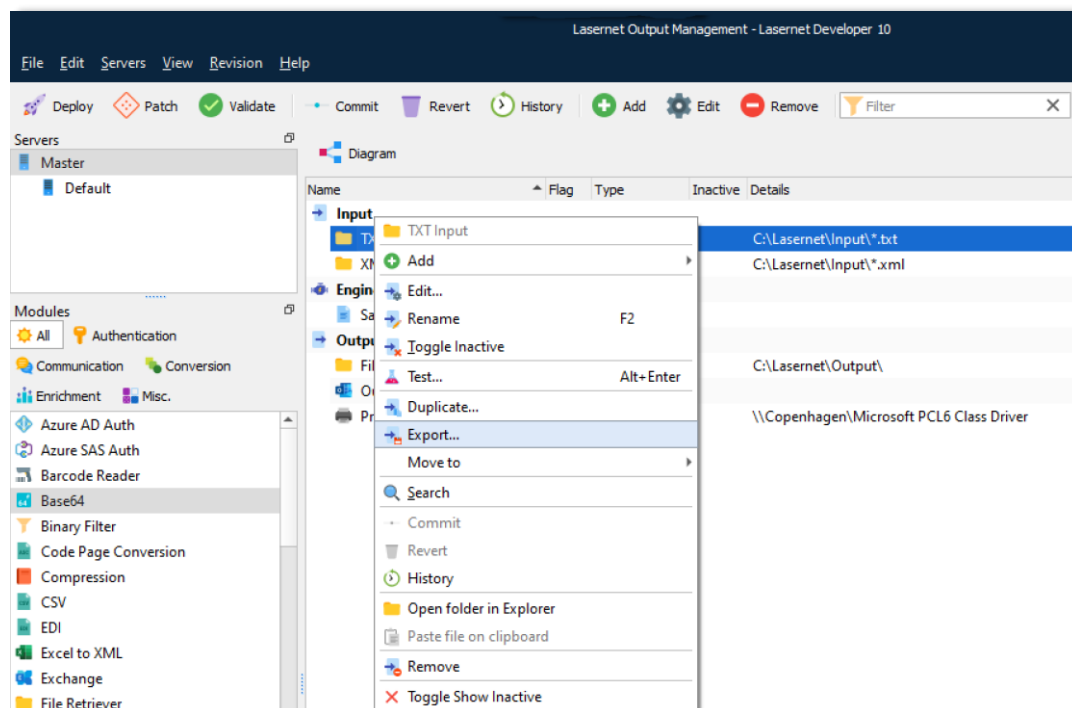 Lasernet Output Management - Lasernet Developer 10
File Edit Servers View Revision Help
Deploy Patch Validate Commit Revert History Add Edit Remove Filter
Servers
Master
Default
Modules
All Authentication
Communication Conversion
Enrichment Misc.
Azure AD Auth
Azure SAS Auth
Barcode Reader
Base64
Binary Filter
Code Page Conversion
Compression
CSV
EDI
Excel to XML
Exchange
File Retriever
Diagram
Name Flag Type Inactive Details
Input
C:\Lasernet\Input\*.txt
C:\Lasernet\Input\*.xml
C:\Lasernet\Output\
\\Copenhagen\Microsoft PCL6 Class Driver
TXT Input
Add
Edit...
Rename F2
Toggle Inactive
Test... Alt+Enter
Duplicate...
Export...
Move to
Search
Commit
Revert
History
Open folder in Explorer
Paste file on clipboard
Remove
Toggle Show Inactive